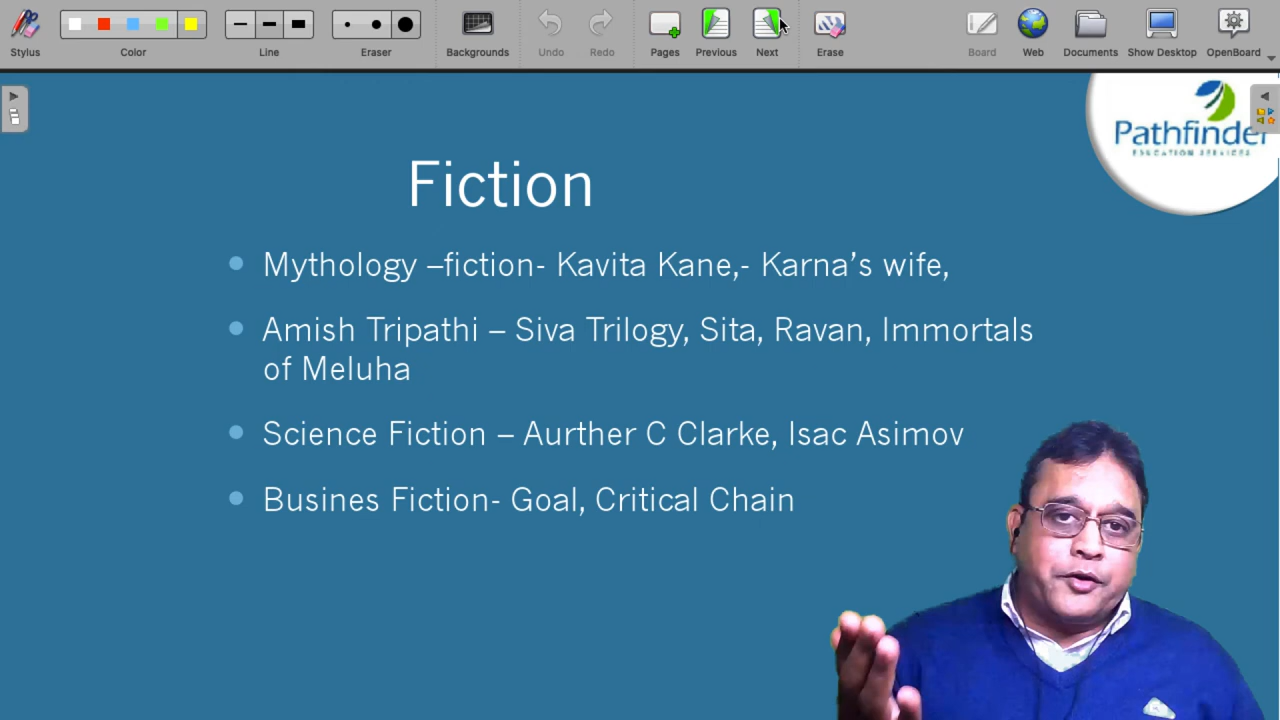 Stylus Color Line Eraser Backgrounds Undo Redo Pages Previous Next Erase Board Web Documents Show Desktop OpenBoard
Pathfinder
EDUCATION SERVICES
Fiction
Mythology –fiction- Kavita Kane,- Karna’s wife,
Amish Tripathi – Siva Trilogy, Sita, Ravan, Immortals
of Meluha
Science Fiction – Aurther C Clarke, Isac Asimov
Busines Fiction- Goal, Critical Chain